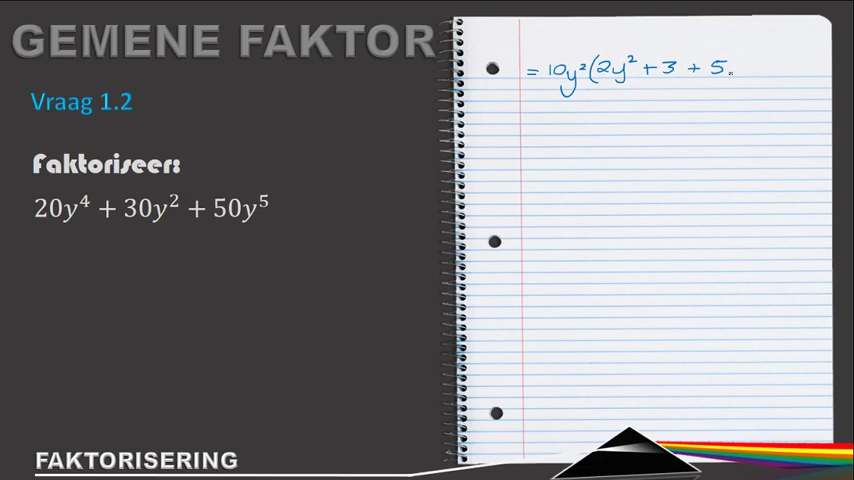 GEMENE FAKTOR
Vraag 1.2
Faktoriseer:
20y⁴ + 30y² + 50y⁵
= 10y²(2y² + 3 + 5
FAKTORISERING